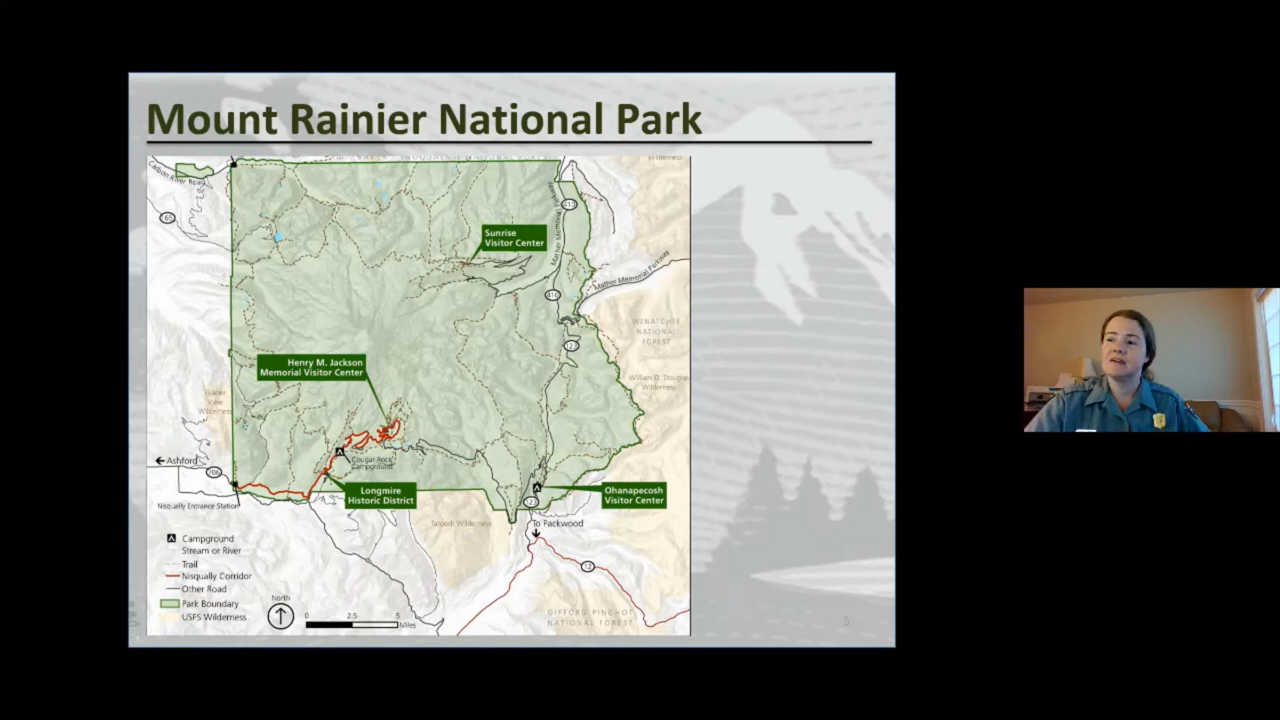 Mount Rainier National Park
Carbon River Road
165
410
Sunrise
Visitor Center
Mather Memorial Parkway
410
WENATCHEE
NATIONAL
FOREST
123
Henry M. Jackson
Memorial Visitor Center
William O. Douglas
Wilderness
Glacier
View
Wilderness
Ashford
706
Cougar Rock
Campground
Longmire
Historic District
Ohanapecosh
Visitor Center
Nisqually Entrance Station
123
Tatoosh Wilderness
To Packwood
12
Campground
Stream or River
Trail
Nisqually Corridor
Other Road
Park Boundary
USFS Wilderness
North
0 2.5 5
Miles
GIFFORD PINCHOT
NATIONAL FOREST
5